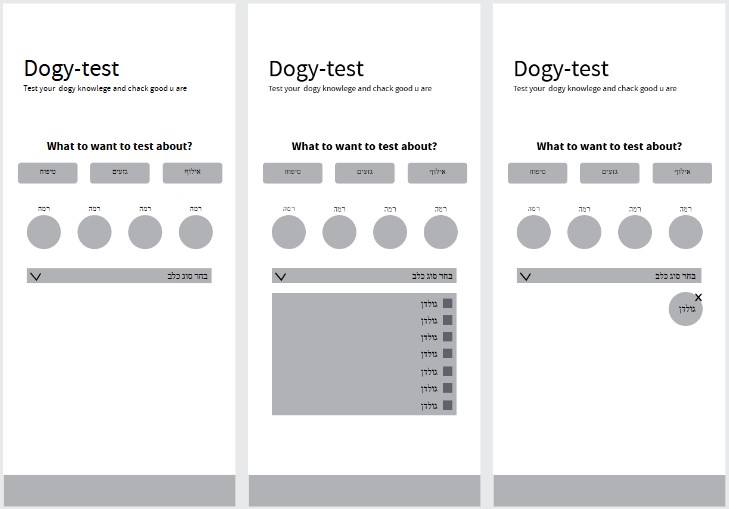 Dogy-test
Test your dogy knowlege and chack good u are
What to want to test about?
אילוף
גזעים
טיפוח
רמה
רמה
רמה
רמה
בחר סוג כלב
Dogy-test
Test your dogy knowlege and chack good u are
What to want to test about?
אילוף
גזעים
טיפוח
רמה
רמה
רמה
רמה
בחר סוג כלב
גולדן
גולדן
גולדן
גולדן
גולדן
גולדן
גולדן
Dogy-test
Test your dogy knowlege and chack good u are
What to want to test about?
אילוף
גזעים
טיפוח
רמה
רמה
רמה
רמה
בחר סוג כלב
X
גולדן